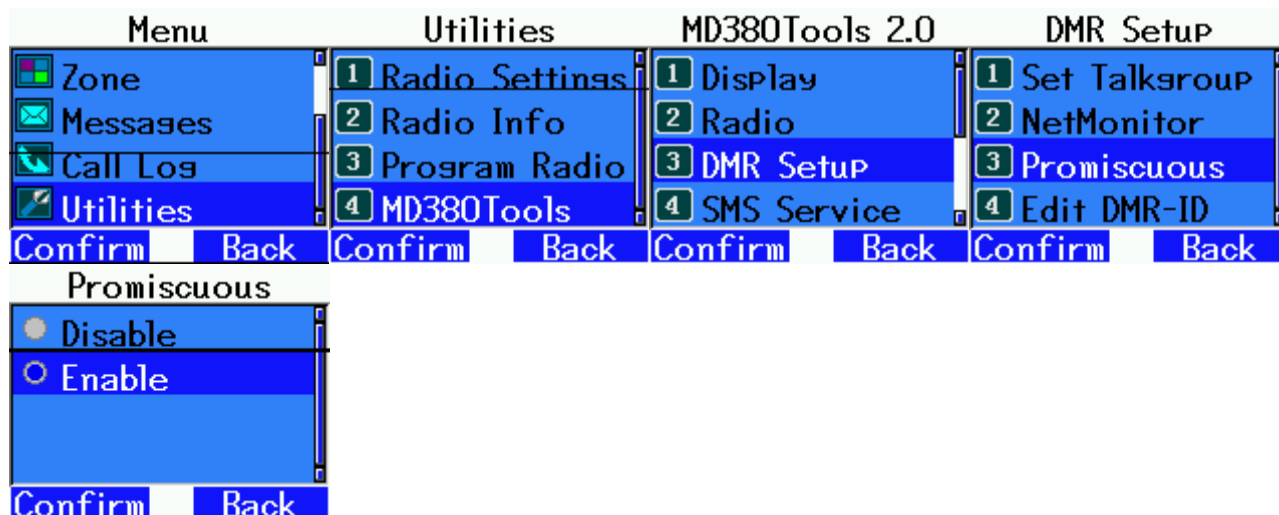 Menu
Zone
Messages
Call Log
Utilities
Confirm Back
Utilities
1 Radio Settings
2 Radio Info
3 Program Radio
4 MD380Tools
Confirm Back
MD380Tools 2.0
1 Display
2 Radio
3 DMR Setup
4 SMS Service
Confirm Back
DMR Setup
1 Set Talkgroup
2 NetMonitor
3 Promiscuous
4 Edit DMR-ID
Confirm Back
Promiscuous
Disable
Enable
Confirm Back